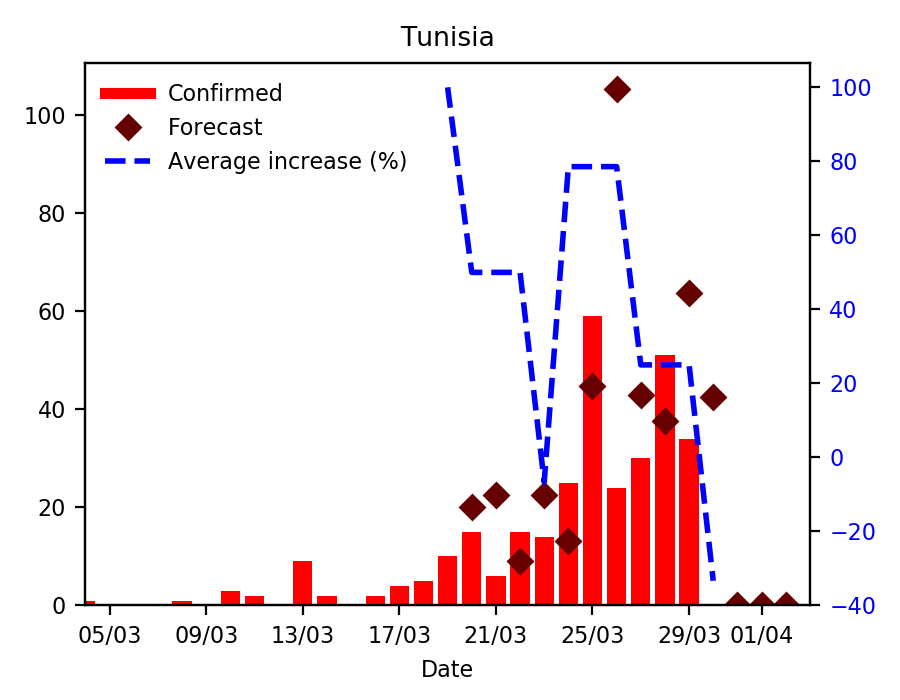 Tunisia
Confirmed
Forecast
Average increase (%)
100
80
60
40
20
0
100
80
60
40
20
0
−20
−40
05/03 09/03 13/03 17/03 21/03 25/03 29/03 01/04
Date